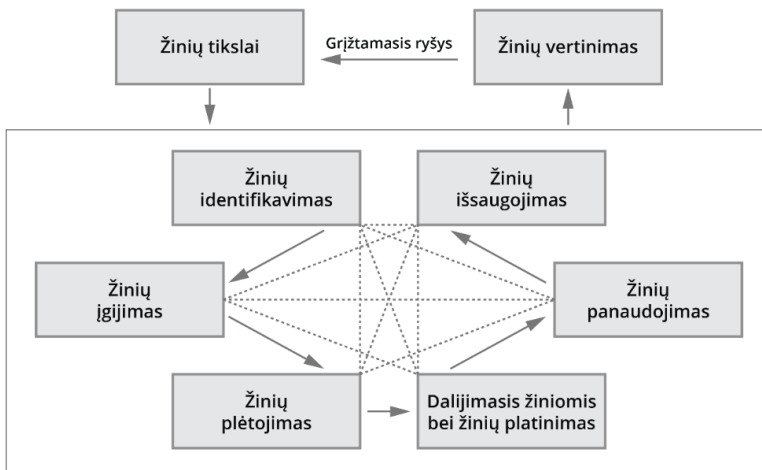 Žinių tikslai
Grįžtamasis ryšys
Žinių vertinimas
Žinių
identifikavimas
Žinių
išsaugojimas
Žinių
įgijimas
Žinių
panaudojimas
Žinių
plėtojimas
Dalijimasis žiniomis
bei žinių platinimas